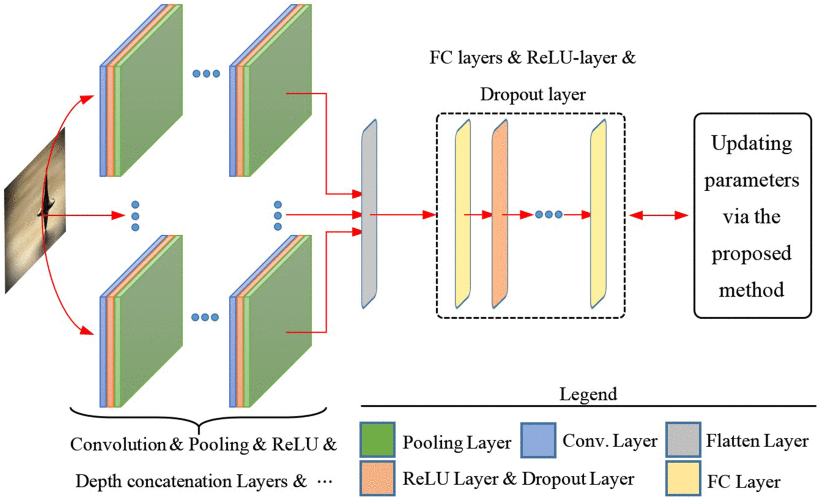 FC layers & ReLU-layer &
Dropout layer
Updating
parameters
via the
proposed
method
Convolution & Pooling & ReLU &
Depth concatenation Layers & ···
Legend
Pooling Layer
Conv. Layer
Flatten Layer
ReLU Layer & Dropout Layer
FC Layer